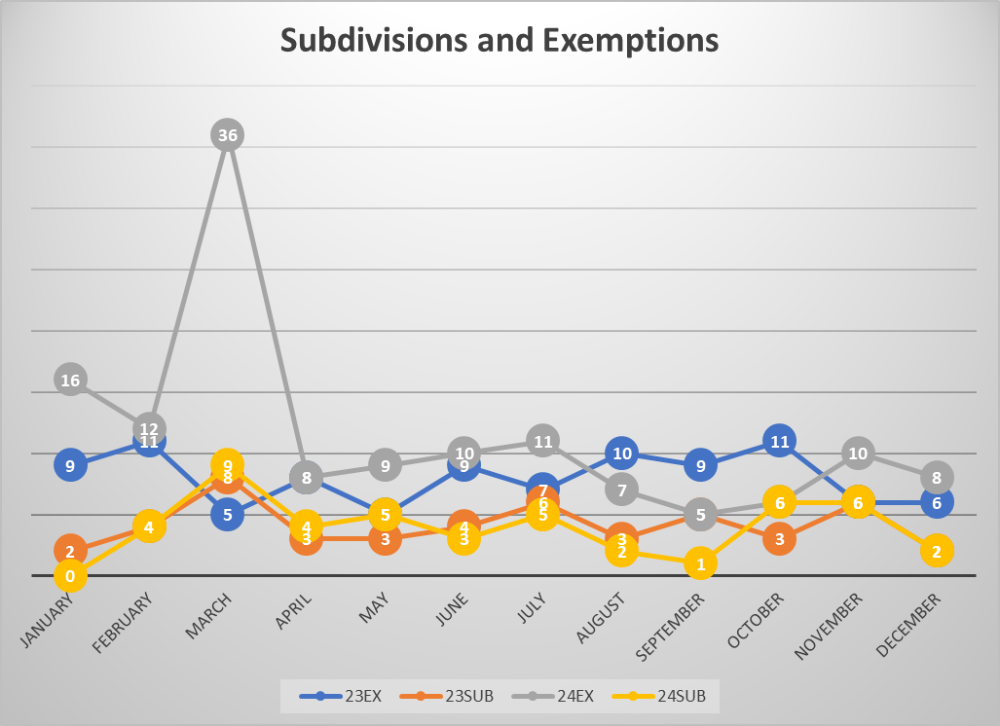 Subdivisions and Exemptions
36
16
12
11
9
9
8
5
8
9
10
9
11
7
10
7
9
5
11
10
6
8
6
2
0
4
4
3
5
3
4
3
6
5
3
2
1
6
3
2
JANUARY
FEBRUARY
MARCH
APRIL
MAY
JUNE
JULY
AUGUST
SEPTEMBER
OCTOBER
NOVEMBER
DECEMBER
23EX
23SUB
24EX
24SUB